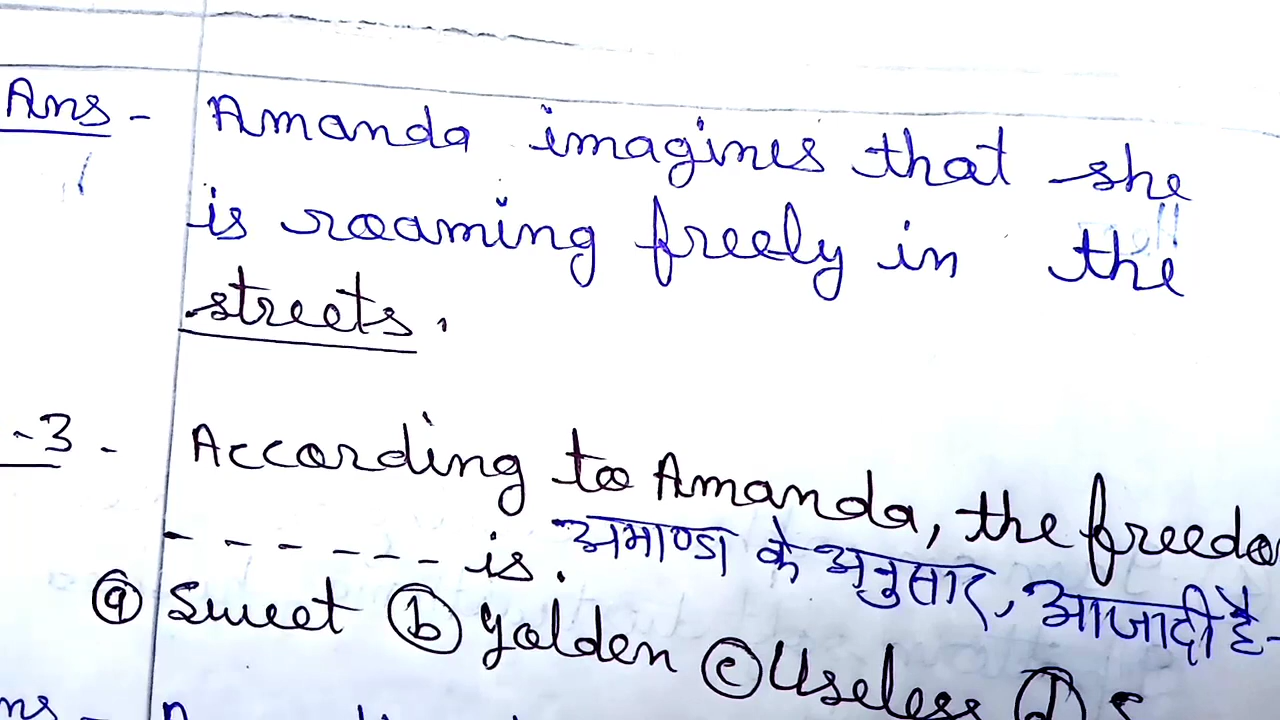 Ans - Amanda imagines that she
is roaming freely in the
streets.
-3 - According to Amanda, the freedo
------- is. अमाण्डा के अनुसार, आजादी है-
(a) Sweet (b) golden (c) Useless (d)